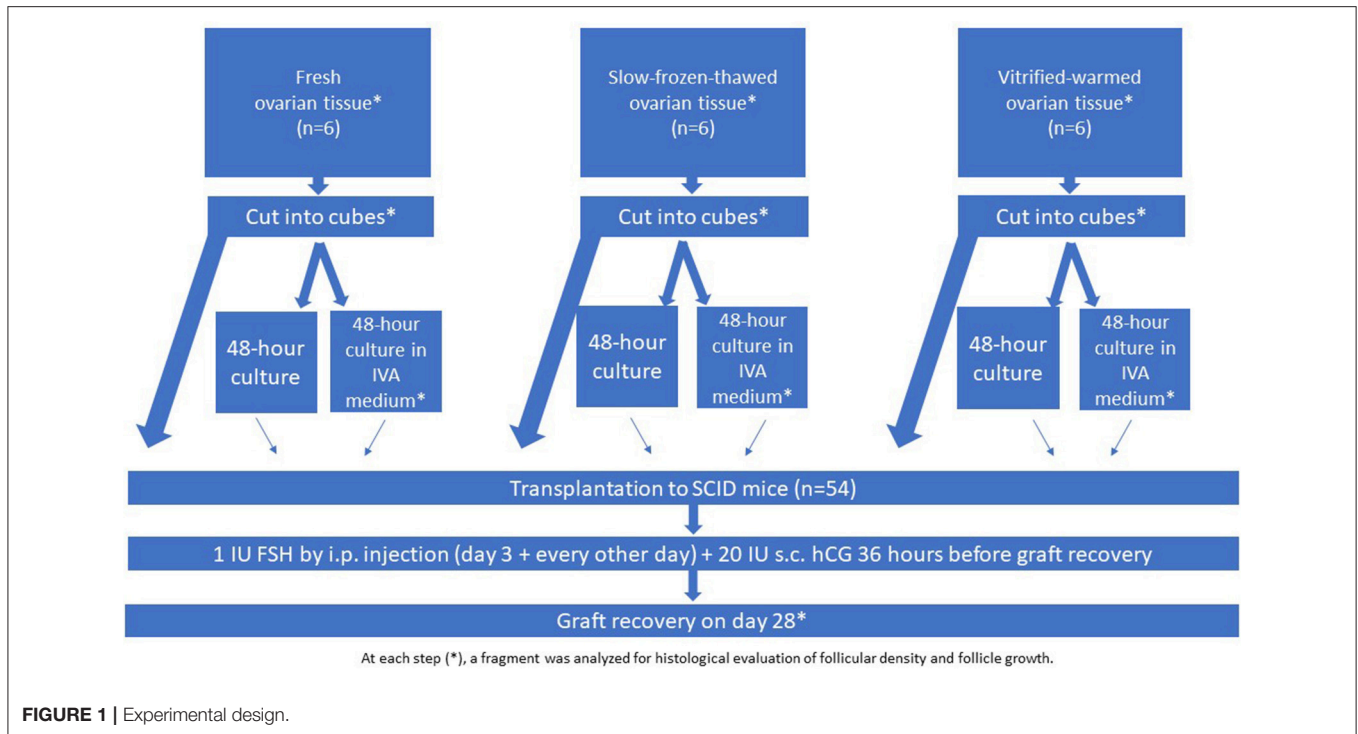 Fresh
ovarian tissue*
(n=6)
Slow-frozen-thawed
ovarian tissue*
(n=6)
Vitrified-warmed
ovarian tissue*
(n=6)
Cut into cubes*
Cut into cubes*
Cut into cubes*
48-hour
culture
48-hour
culture in
IVA
medium*
48-hour
culture
48-hour
culture in
IVA
medium*
48-hour
culture
48-hour
culture in
IVA
medium*
Transplantation to SCID mice (n=54)
1 IU FSH by i.p. injection (day 3 + every other day) + 20 IU s.c. hCG 36 hours before graft recovery
Graft recovery on day 28*
At each step (*), a fragment was analyzed for histological evaluation of follicular density and follicle growth.
FIGURE 1 | Experimental design.